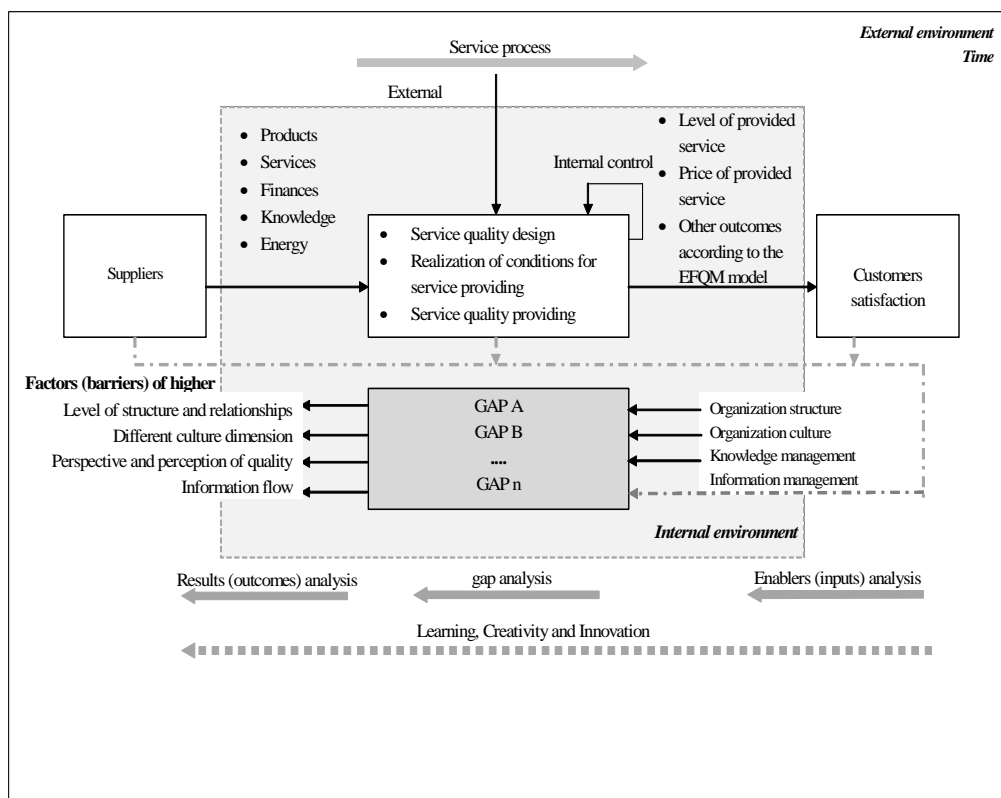 External environment
Time
Service process
External
• Products
• Services
• Finances
• Knowledge
• Energy
Internal control
• Level of provided
service
• Price of provided
service
• Other outcomes
according to the
EFQM model
Suppliers
• Service quality design
• Realization of conditions for
service providing
• Service quality providing
Customers
satisfaction
Factors (barriers) of higher
Level of structure and relationships
Different culture dimension
Perspective and perception of quality
Information flow
GAP A
GAP B
....
GAP n
Organization structure
Organization culture
Knowledge management
Information management
Internal environment
Results (outcomes) analysis
gap analysis
Enablers (inputs) analysis
Learning, Creativity and Innovation